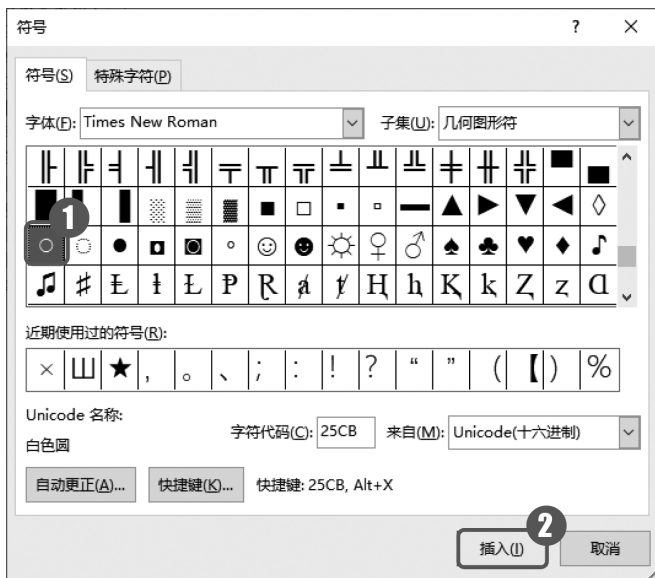 符号 ? ×
符号(S) 特殊字符(P)
字体(F): Times New Roman 子集(U): 几何图形符
╟ ╠ ╡ ╢ ╣ ╤ ╥ ╦ ╧ ╨ ╩ ╪ ╫ ╬ ▀ ▄
█ ▌ ▐ ░ ▒ ▓ ■ □ ▪ ▫ ▬ ▲ ► ▼ ◄ ◊
1
○ ◌ ● ◘ ◙ ◦ ☺ ☻ ☼ ♀ ♂ ♠ ♣ ♥ ♦ ♪
♫ ♯ Ⱡ ⱡ Ɫ Ᵽ Ɽ ⱥ ⱦ Ⱨ ⱨ Ⱪ ⱪ Ⱬ ⱬ Ɑ
近期使用过的符号(R):
× Ш ★ , 。 、 ; : ! ? “ ” ( 【 ) %
Unicode 名称:
白色圆
字符代码(C): 25CB 来自(M): Unicode(十六进制)
自动更正(A)... 快捷键(K)... 快捷键: 25CB, Alt+X
2
插入(I) 取消